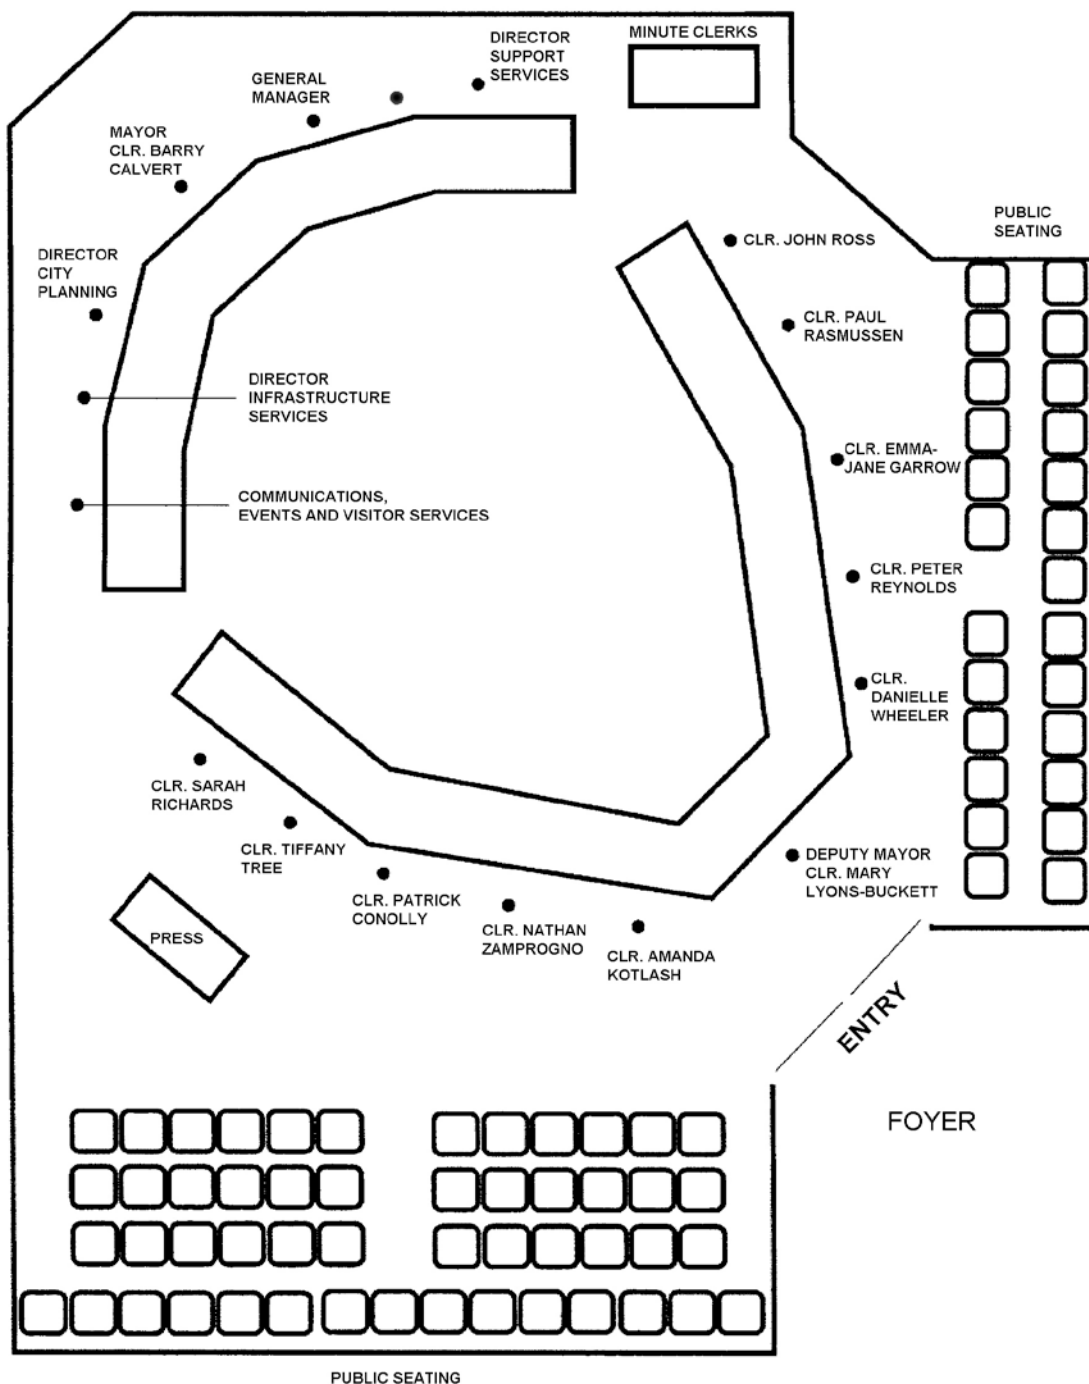 DIRECTOR
SUPPORT
SERVICES
MINUTE CLERKS
GENERAL
MANAGER
MAYOR
CLR. BARRY
CALVERT
DIRECTOR
CITY
PLANNING
DIRECTOR
INFRASTRUCTURE
SERVICES
COMMUNICATIONS,
EVENTS AND VISITOR SERVICES
CLR. JOHN ROSS
PUBLIC
SEATING
CLR. PAUL
RASMUSSEN
CLR. EMMA-
JANE GARROW
CLR. PETER
REYNOLDS
CLR.
DANIELLE
WHEELER
DEPUTY MAYOR
CLR. MARY
LYONS-BUCKETT
CLR. SARAH
RICHARDS
CLR. TIFFANY
TREE
CLR. PATRICK
CONOLLY
CLR. NATHAN
ZAMPROGNO
CLR. AMANDA
KOTLASH
PRESS
ENTRY
FOYER
PUBLIC SEATING